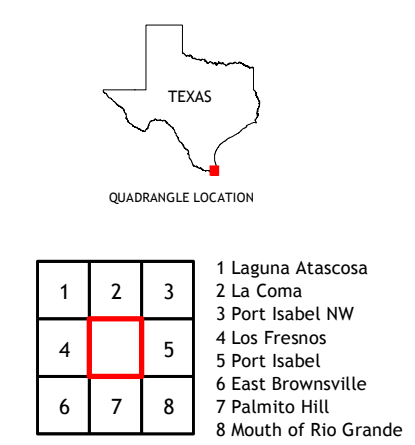 TEXAS
QUADRANGLE LOCATION
1 2 3
4 5
6 7 8
1 Laguna Atascosa
2 La Coma
3 Port Isabel NW
4 Los Fresnos
5 Port Isabel
6 East Brownsville
7 Palmito Hill
8 Mouth of Rio Grande